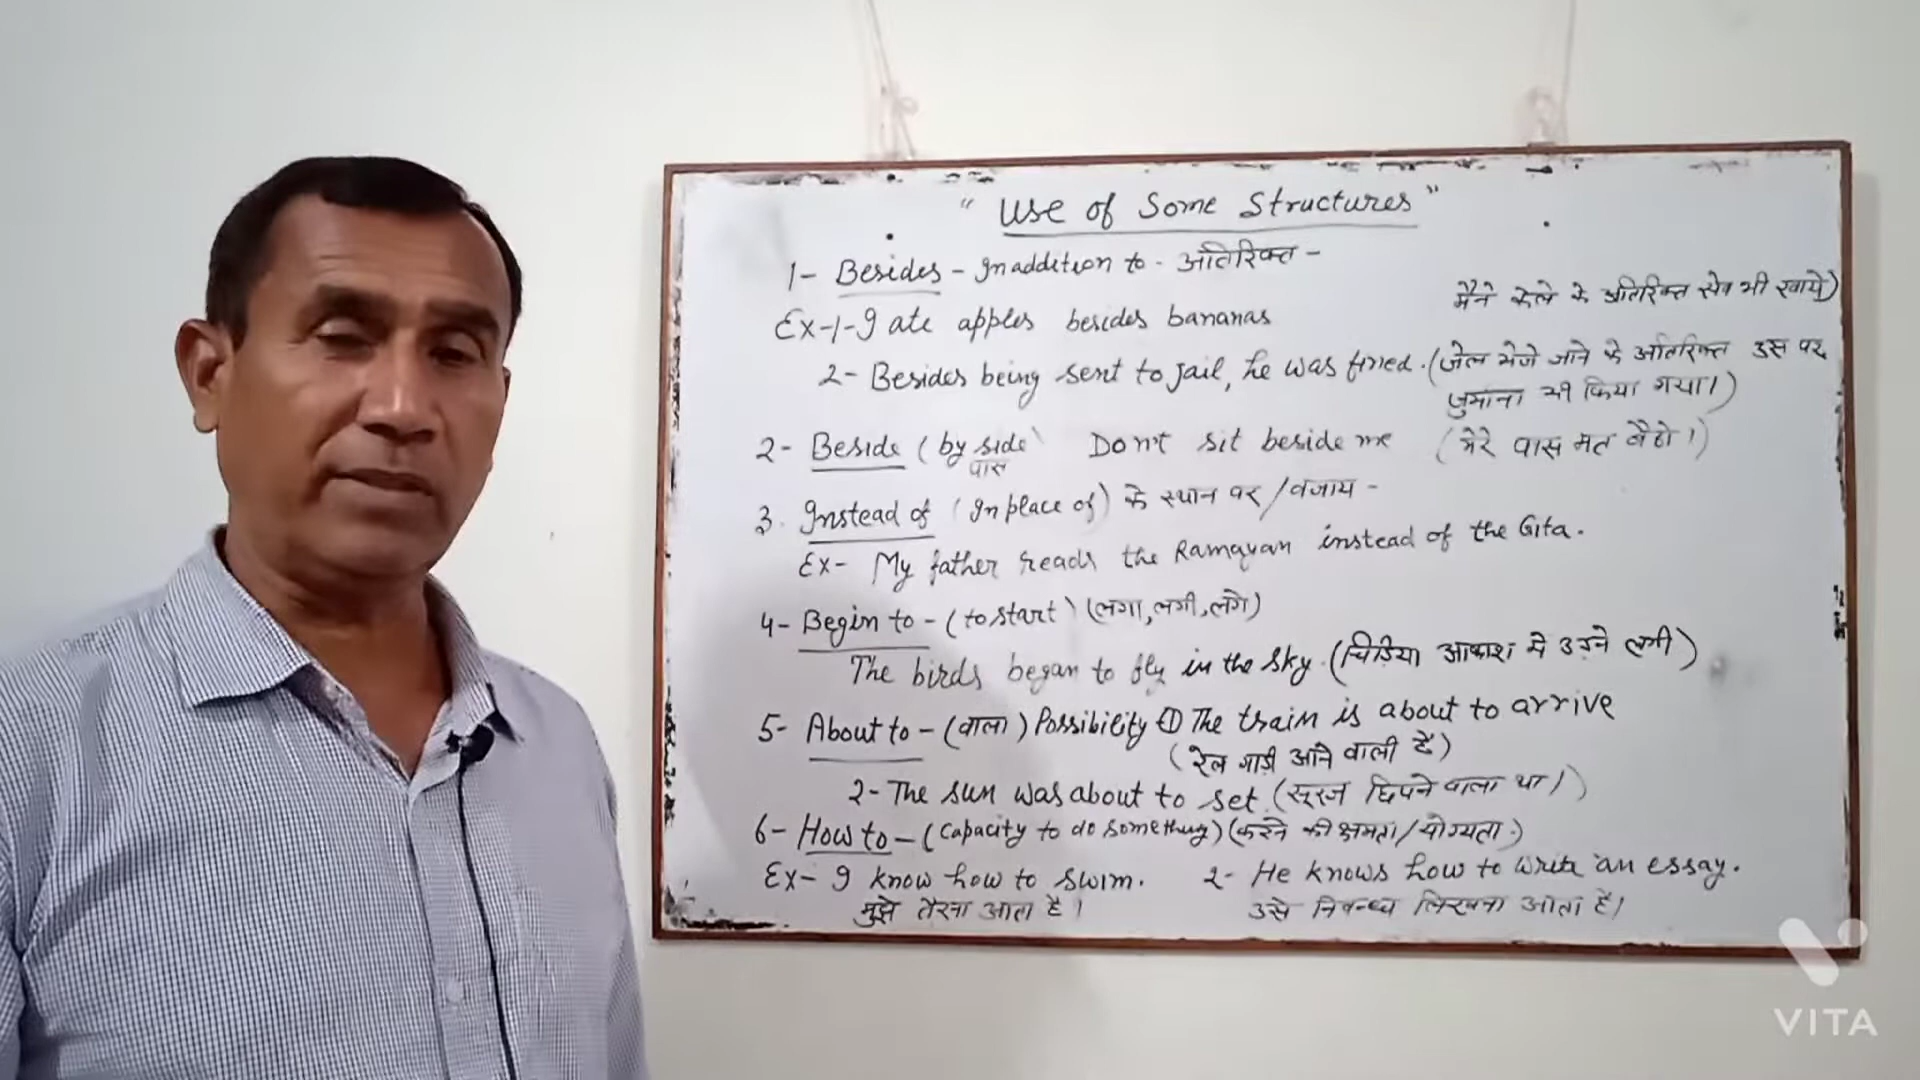 "Use of Some Structures"
1- Besides - In addition to - अतिरिक्त -
Ex-1- I ate apples besides bananas
मैने केले के अतिरिक्त सेव भी खाये)
2- Besides being sent to jail, he was fined. (जेल भेजे जाने के अतिरिक्त उस पर
जुर्माना भी किया गया।)
2- Beside (by side) Don't sit beside me (मेरे पास मत बैठो।)
पास
3. Instead of (In place of) के स्थान पर / वजाय -
Ex- My father reads the Ramayan instead of the Gita.
4- Begin to - (to start) (लगा, लगी, लगे)
The birds began to fly in the sky. (चिडिया आकाश मे उडने लगी)
5- About to - (वाला) Possibility ① The train is about to arrive
(रेल गाडी आने वाली है)
2- The sun was about to set. (सूरज छिपने वाला था।)
6- How to - (Capacity to do something) (करने की क्षमता/योग्यता.)
Ex- I know how to swim. 2- He knows how to write an essay.
मुझे तैरना आता है। उसे निबन्ध लिखना आता है।
VITA